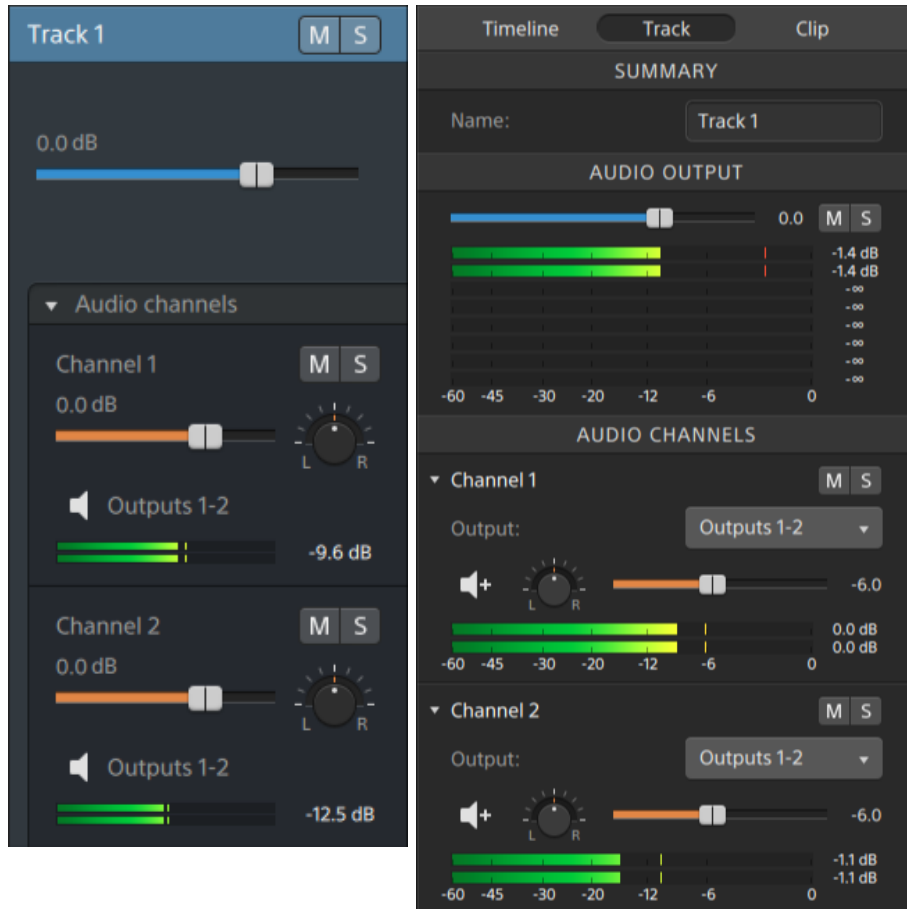 Track 1 M S
0.0 dB
Audio channels
Channel 1 M S
0.0 dB
L R
Outputs 1-2
-9.6 dB
Channel 2 M S
0.0 dB
L R
Outputs 1-2
-12.5 dB
Timeline Track Clip
SUMMARY
Name: Track 1
AUDIO OUTPUT
0.0 M S
-1.4 dB
-1.4 dB
-∞
-∞
-∞
-∞
-∞
-∞
-60 -45 -30 -20 -12 -6 0
AUDIO CHANNELS
Channel 1 M S
Output: Outputs 1-2
+ L R -6.0
0.0 dB
0.0 dB
-60 -45 -30 -20 -12 -6 0
Channel 2 M S
Output: Outputs 1-2
+ L R -6.0
-1.1 dB
-1.1 dB
-60 -45 -30 -20 -12 -6 0